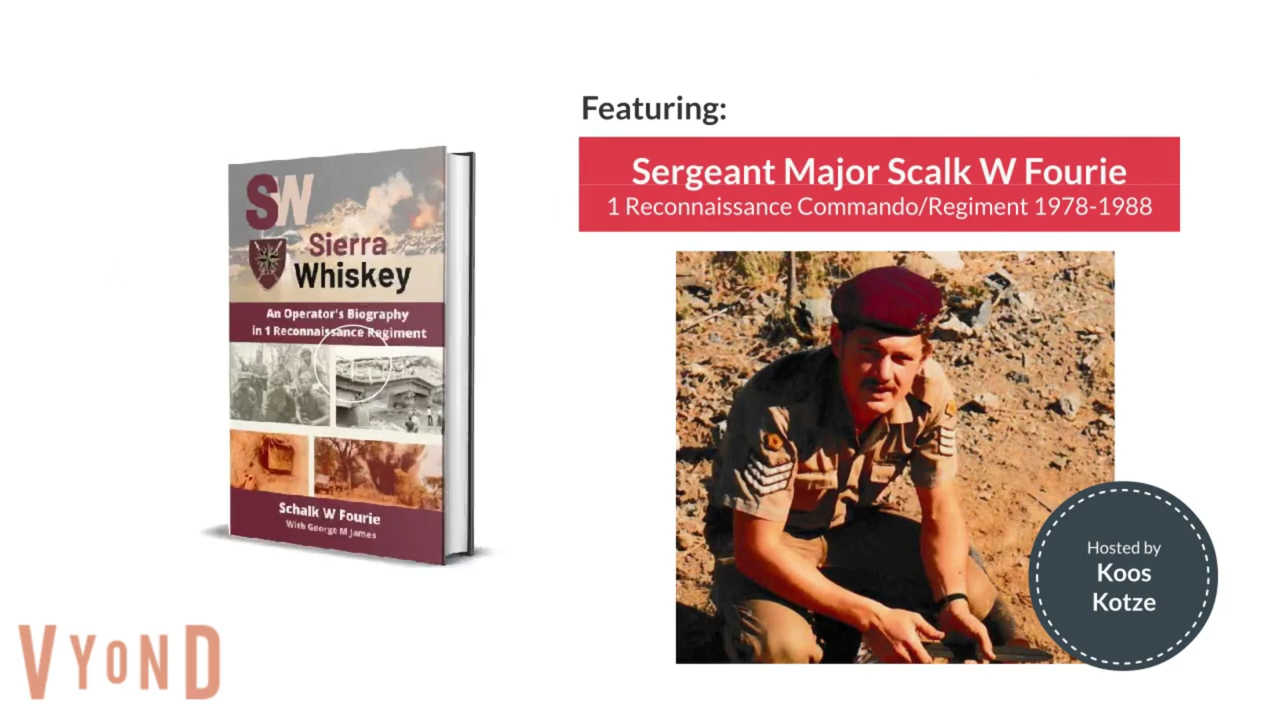 Featuring:
Sergeant Major Scalk W Fourie
1 Reconnaissance Commando/Regiment 1978-1988
SW
Sierra
Whiskey
An Operator's Biography
in 1 Reconnaissance Regiment
Schalk W Fourie
With George M James
Hosted by
Koos
Kotze
VYOND